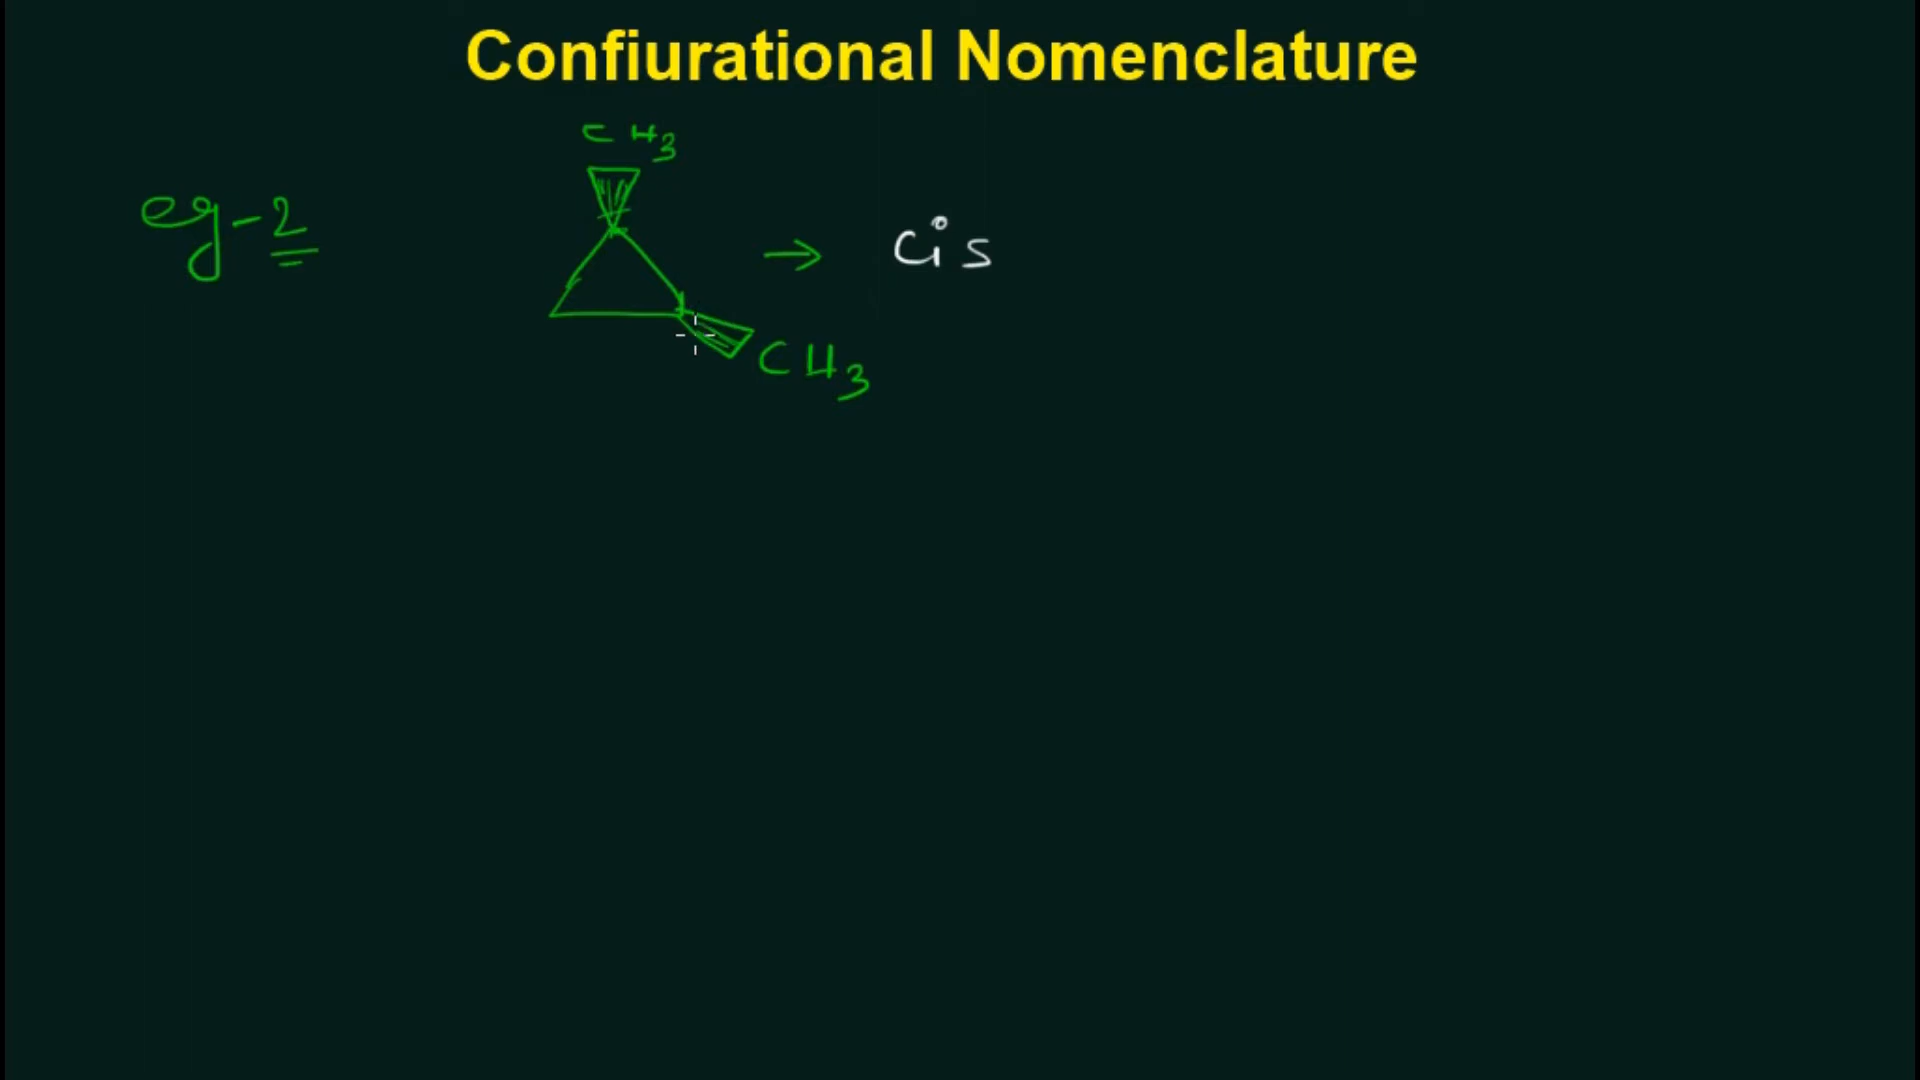 Confiurational Nomenclature
CH3
eg-2
→ cis
CH3